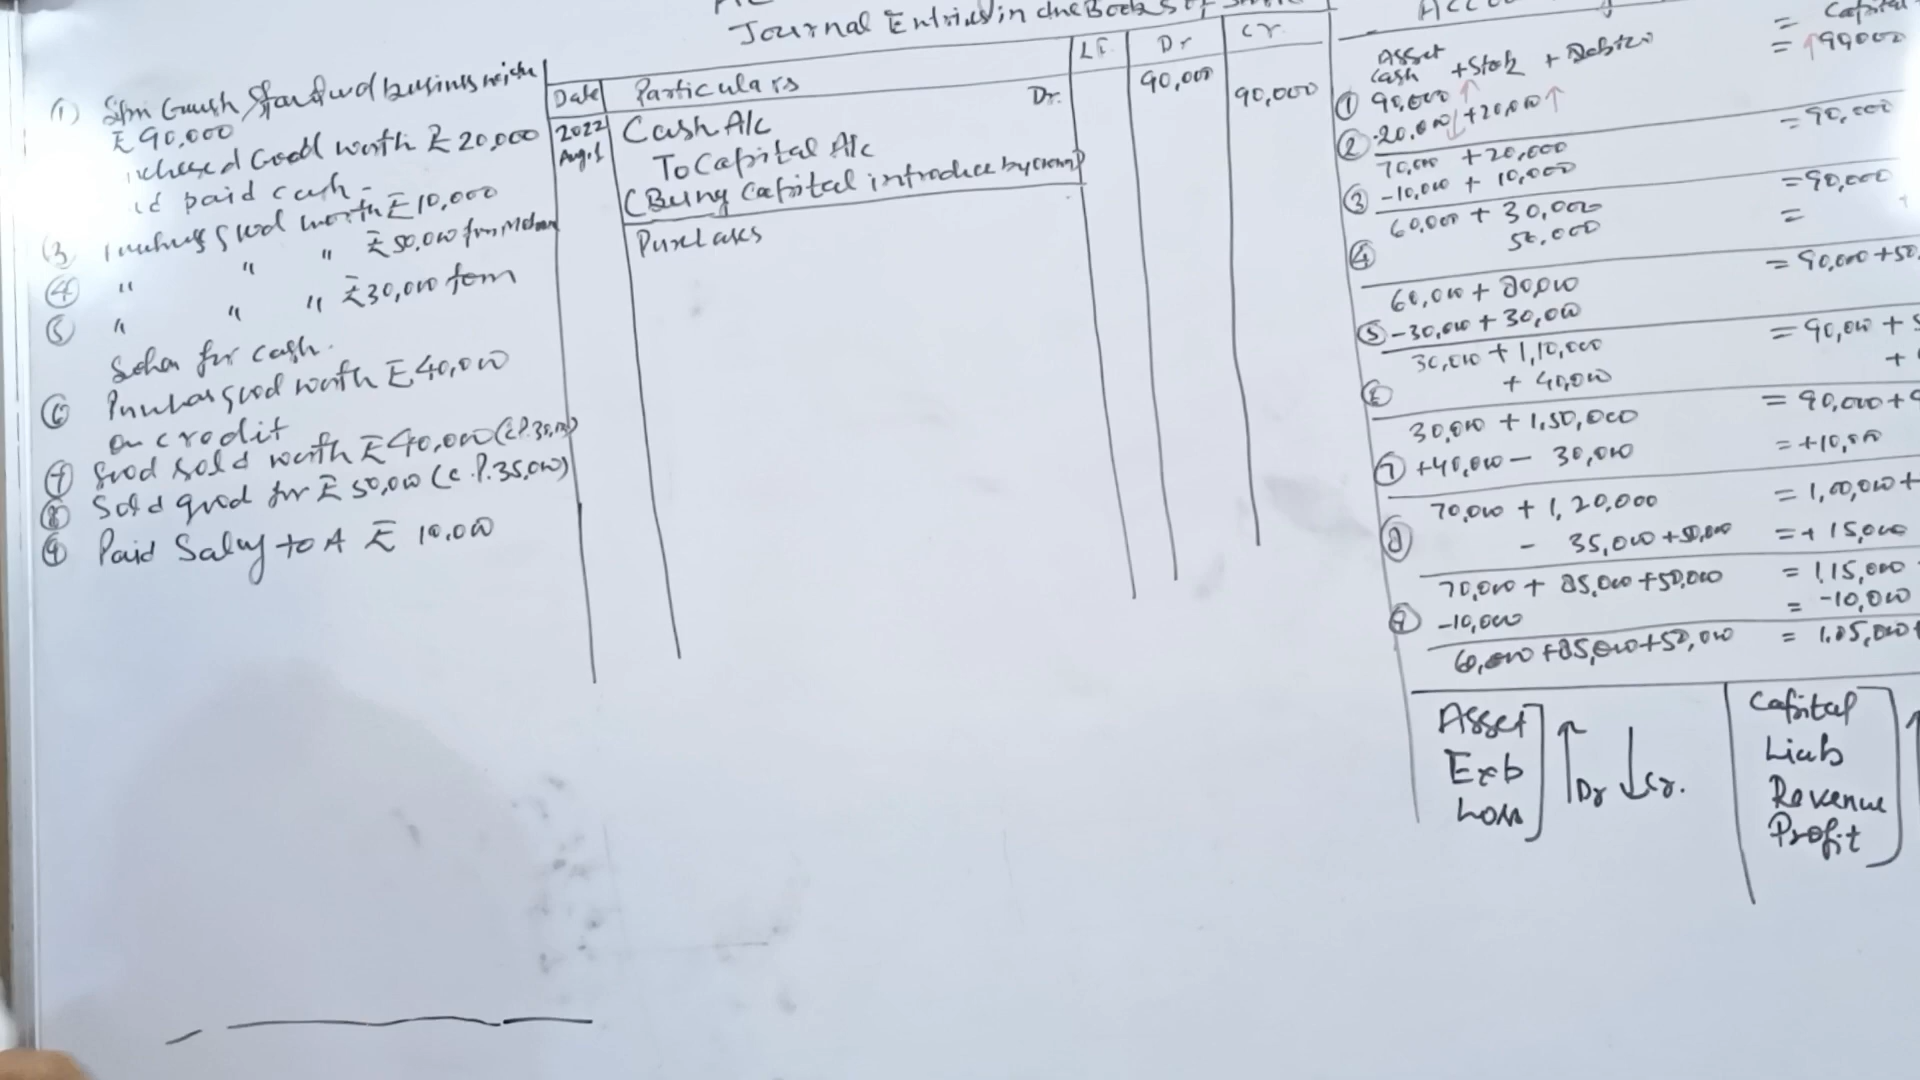 Journal Entries in the Books of
Date Particulars L.F. Dr Cr.
2022 Aug. 1 Cash A/c Dr. 90,000
To Capital A/c 90,000
(Being Capital introduce by
Purchases
① started business with
₹ 90,000
Good worth ₹ 20,000
paid cash
③ good worth ₹ 10,000
④ " " " ₹ 50,000 from Mohan
⑤ " " " ₹ 30,000 from
Sohan for cash.
⑥ good worth ₹ 40,000
on credit
⑦ Good sold worth ₹ 40,000 (C.P. 30,000)
⑧ Sold good for ₹ 50,000 (C.P. 35,000)
⑨ Paid Salary to A ₹ 10,000
Asset = Capital
Cash + Stock + Debtor = 90000
① 90,000
② -20,000 + 20,000
70,000 + 20,000 = 90,000
③ -10,000 + 10,000
60,000 + 30,000 = 90,000
④ 50,000 =
60,000 + 80,000 = 90,000 + 50,
⑤ -30,000 + 30,000
30,000 + 1,10,000 = 90,000 + 5
⑥ + 40,000 +
30,000 + 1,50,000 = 90,000 + 9
⑦ +40,000 - 30,000 = +10,000
70,000 + 1,20,000 = 1,00,000 +
⑧ - 35,000 + 50,000 = + 15,000
70,000 + 85,000 + 50,000 = 1,15,000
⑨ -10,000 = -10,000
60,000 + 85,000 + 50,000 = 1,05,000 +
Asset
Exp
Loss
Dr Cr.
Capital
Liab
Revenue
Profit